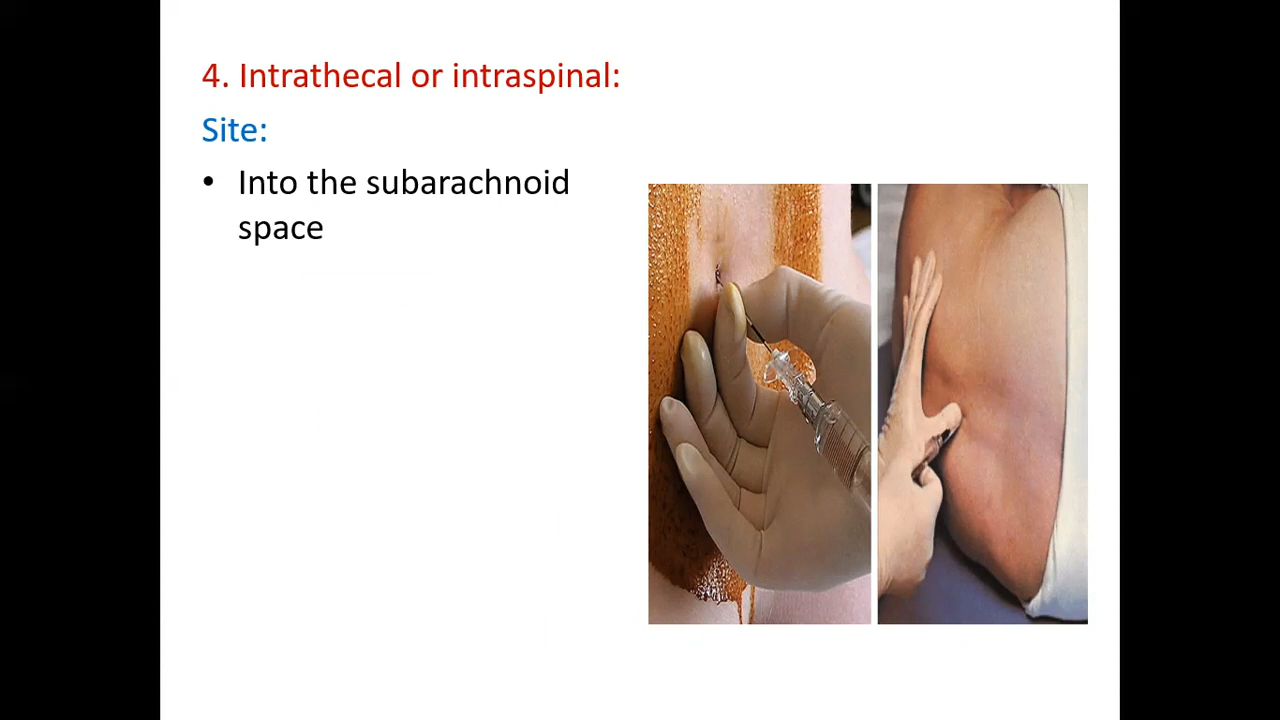 4. Intrathecal or intraspinal:
Site:
• Into the subarachnoid
space